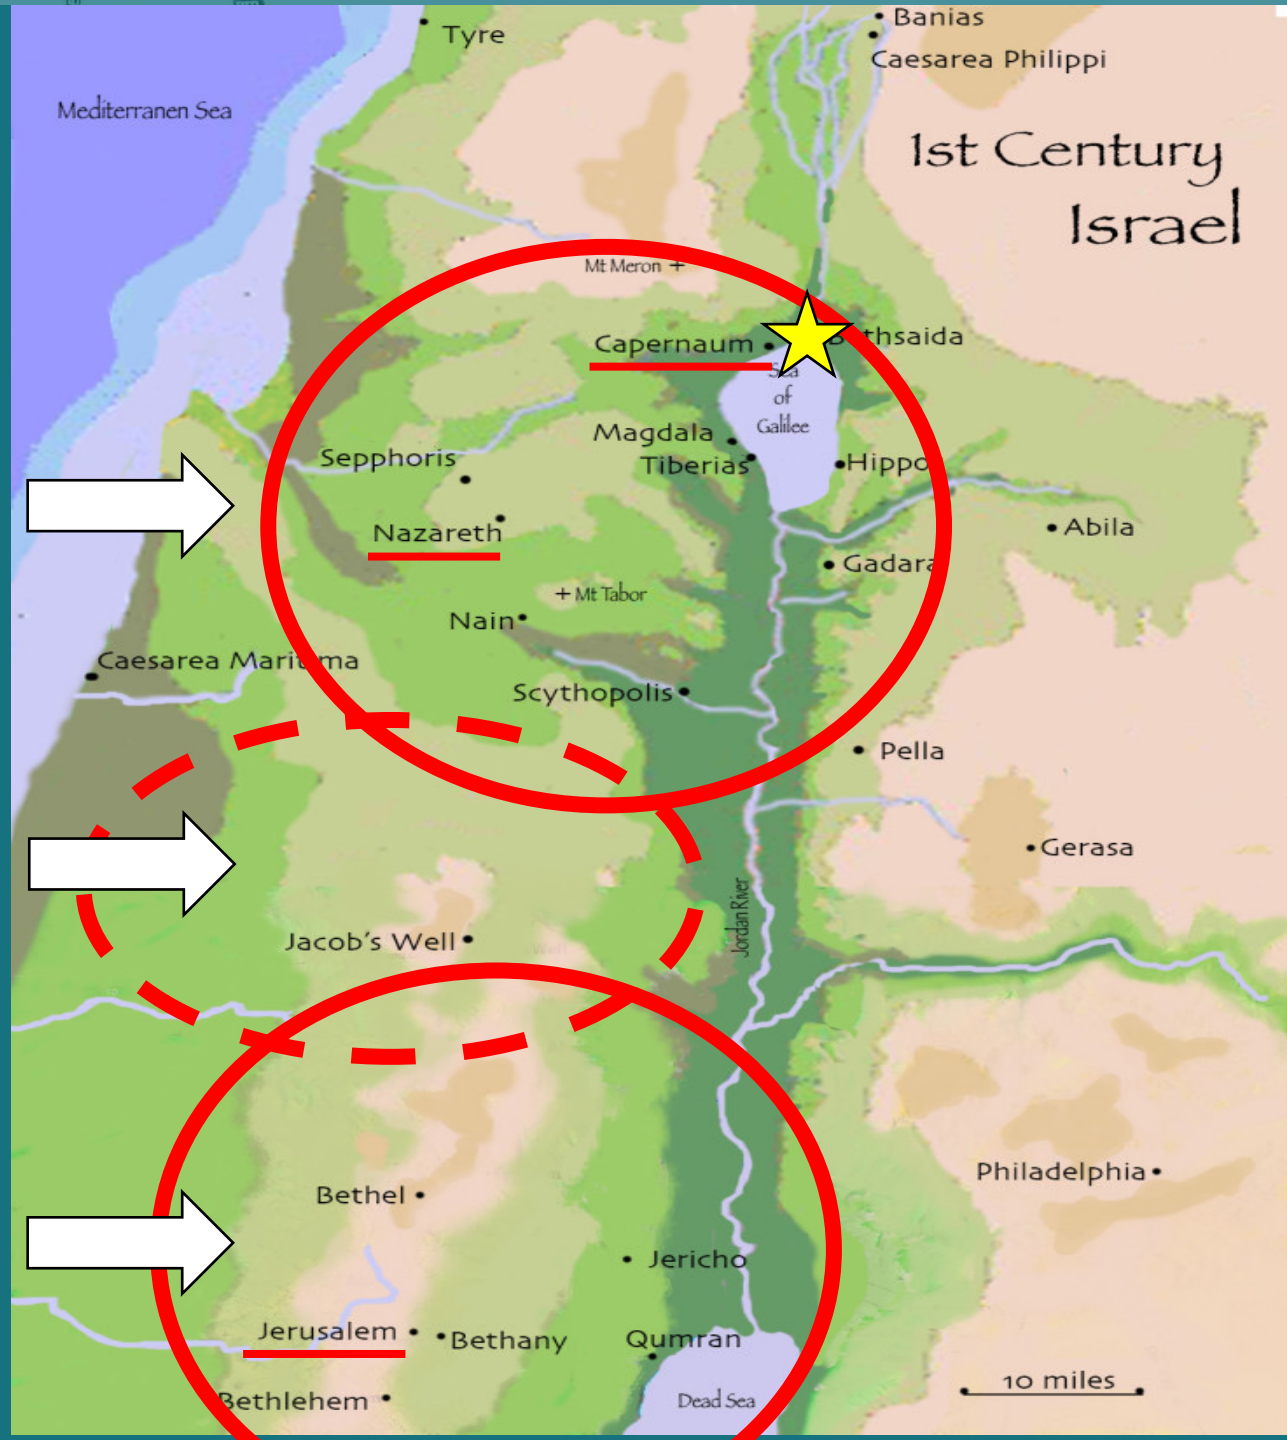 Tyre
Banias
Caesarea Philippi
Mediterranen Sea
1st Century
Israel
Mt Meron
Capernaum
thsaida
Sea
of
Galilee
Magdala
Tiberias
Hippo
Sepphoris
Nazareth
Abila
Gadara
Mt Tabor
Nain
Caesarea Maritima
Scythopolis
Pella
Gerasa
Jordan River
Jacob's Well
Philadelphia
Bethel
Jericho
Jerusalem
Bethany
Qumran
10 miles
Bethlehem
Dead Sea